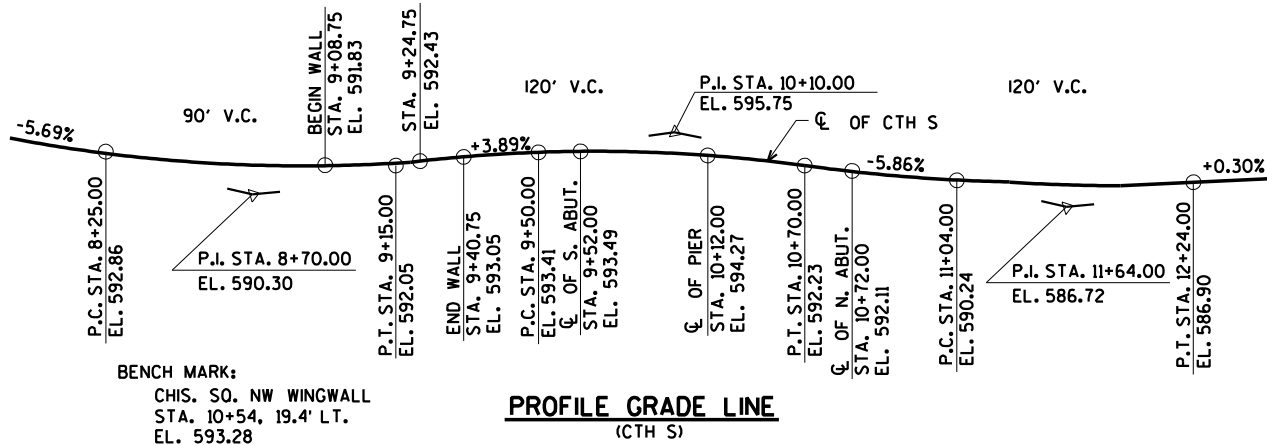 -5.69%
90' V.C.
P.C. STA. 8+25.00
EL. 592.86
P.I. STA. 8+70.00
EL. 590.30
BEGIN WALL
STA. 9+08.75
EL. 591.83
P.T. STA. 9+15.00
EL. 592.05
STA. 9+24.75
EL. 592.43
+3.89%
END WALL
STA. 9+40.75
EL. 593.05
120' V.C.
P.C. STA. 9+50.00
EL. 593.41
℄ OF S. ABUT.
STA. 9+52.00
EL. 593.49
P.I. STA. 10+10.00
EL. 595.75
℄ OF CTH S
℄ OF PIER
STA. 10+12.00
EL. 594.27
P.T. STA. 10+70.00
EL. 592.23
℄ OF N. ABUT.
STA. 10+72.00
EL. 592.11
-5.86%
120' V.C.
P.C. STA. 11+04.00
EL. 590.24
P.I. STA. 11+64.00
EL. 586.72
P.T. STA. 12+24.00
EL. 586.90
+0.30%
BENCH MARK:
CHIS. SQ. NW WINGWALL
STA. 10+54, 19.4' LT.
EL. 593.28
PROFILE GRADE LINE
(CTH S)